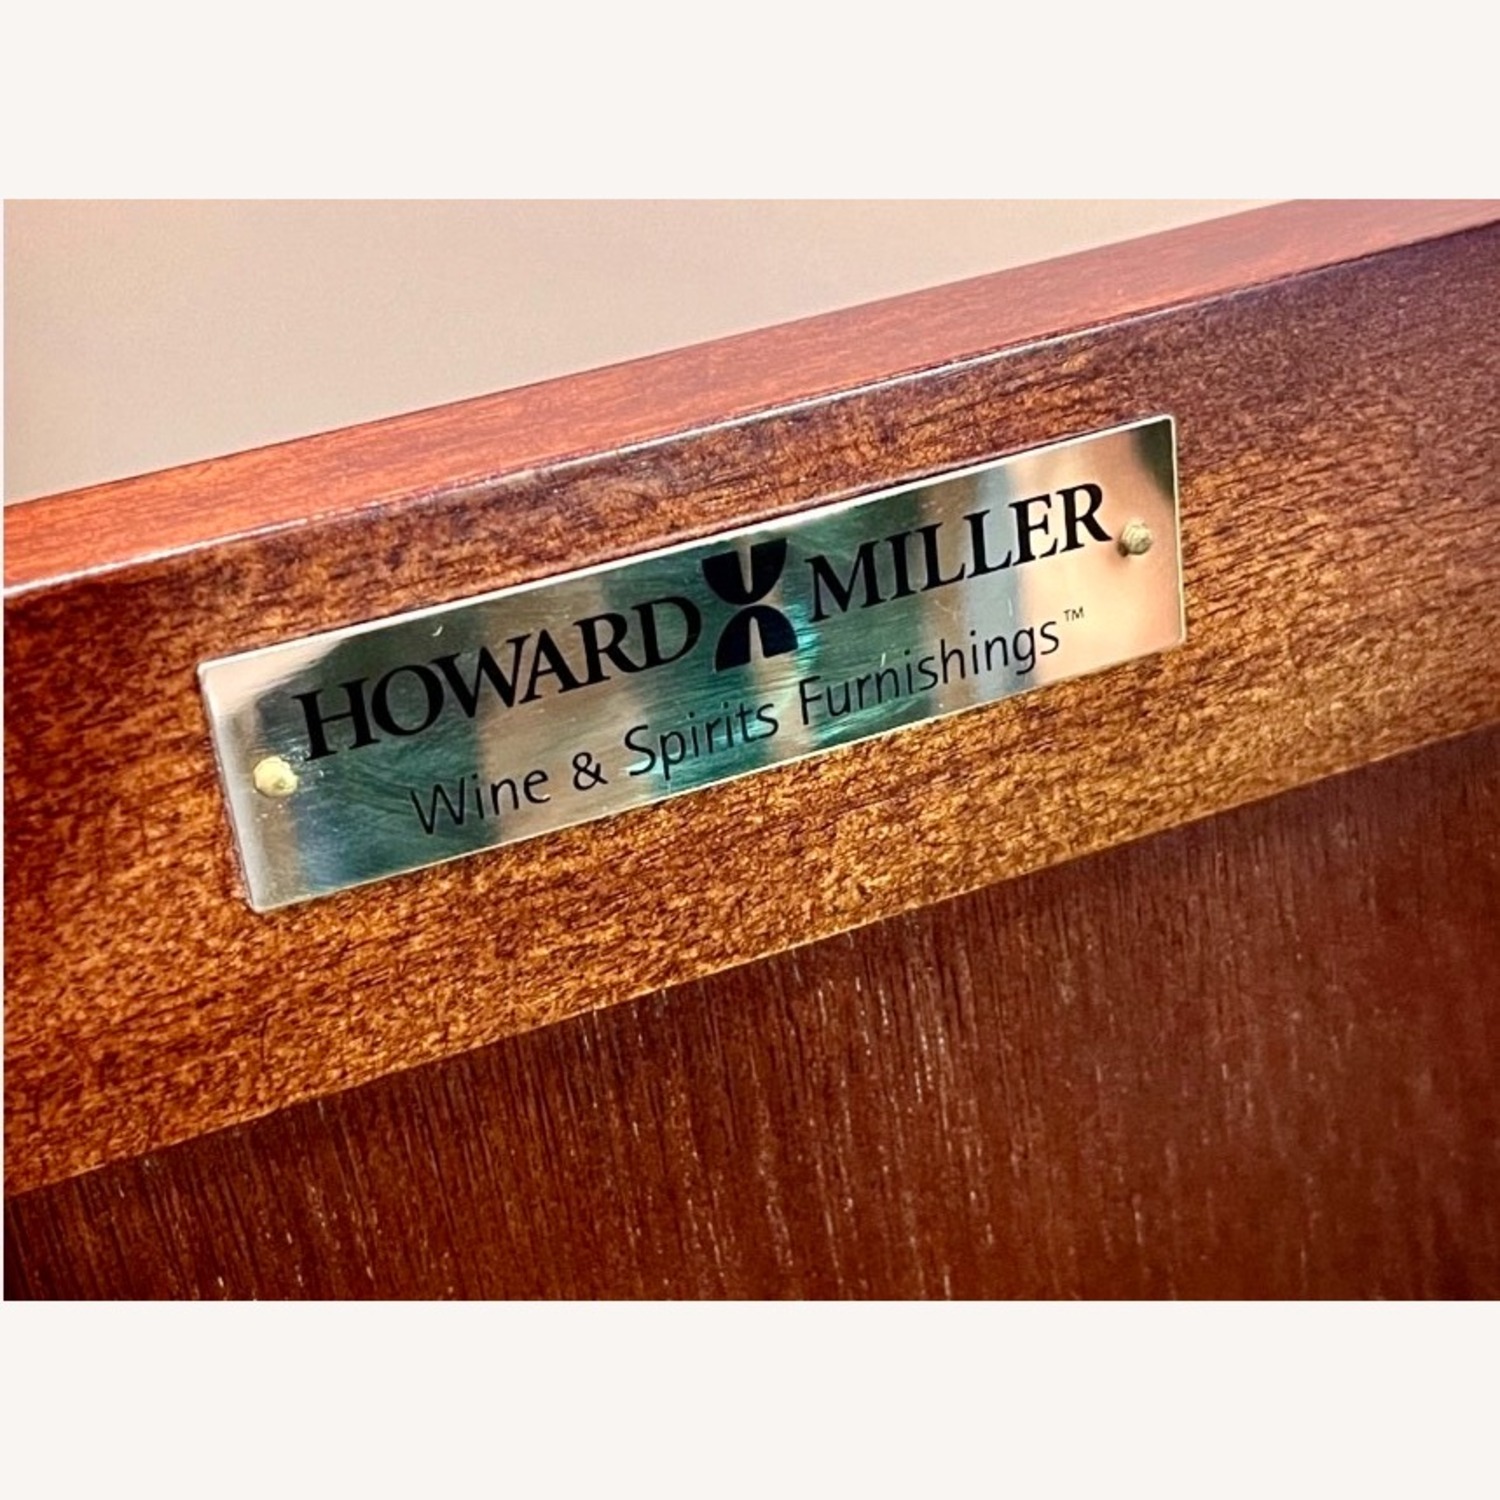 HOWARD MILLER
Wine & Spirits Furnishings™